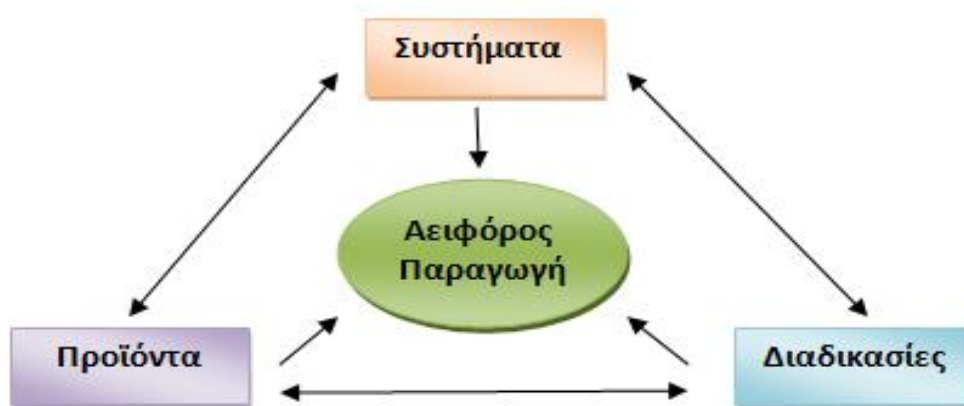 Συστήματα
Αειφόρος
Παραγωγή
Προϊόντα
Διαδικασίες